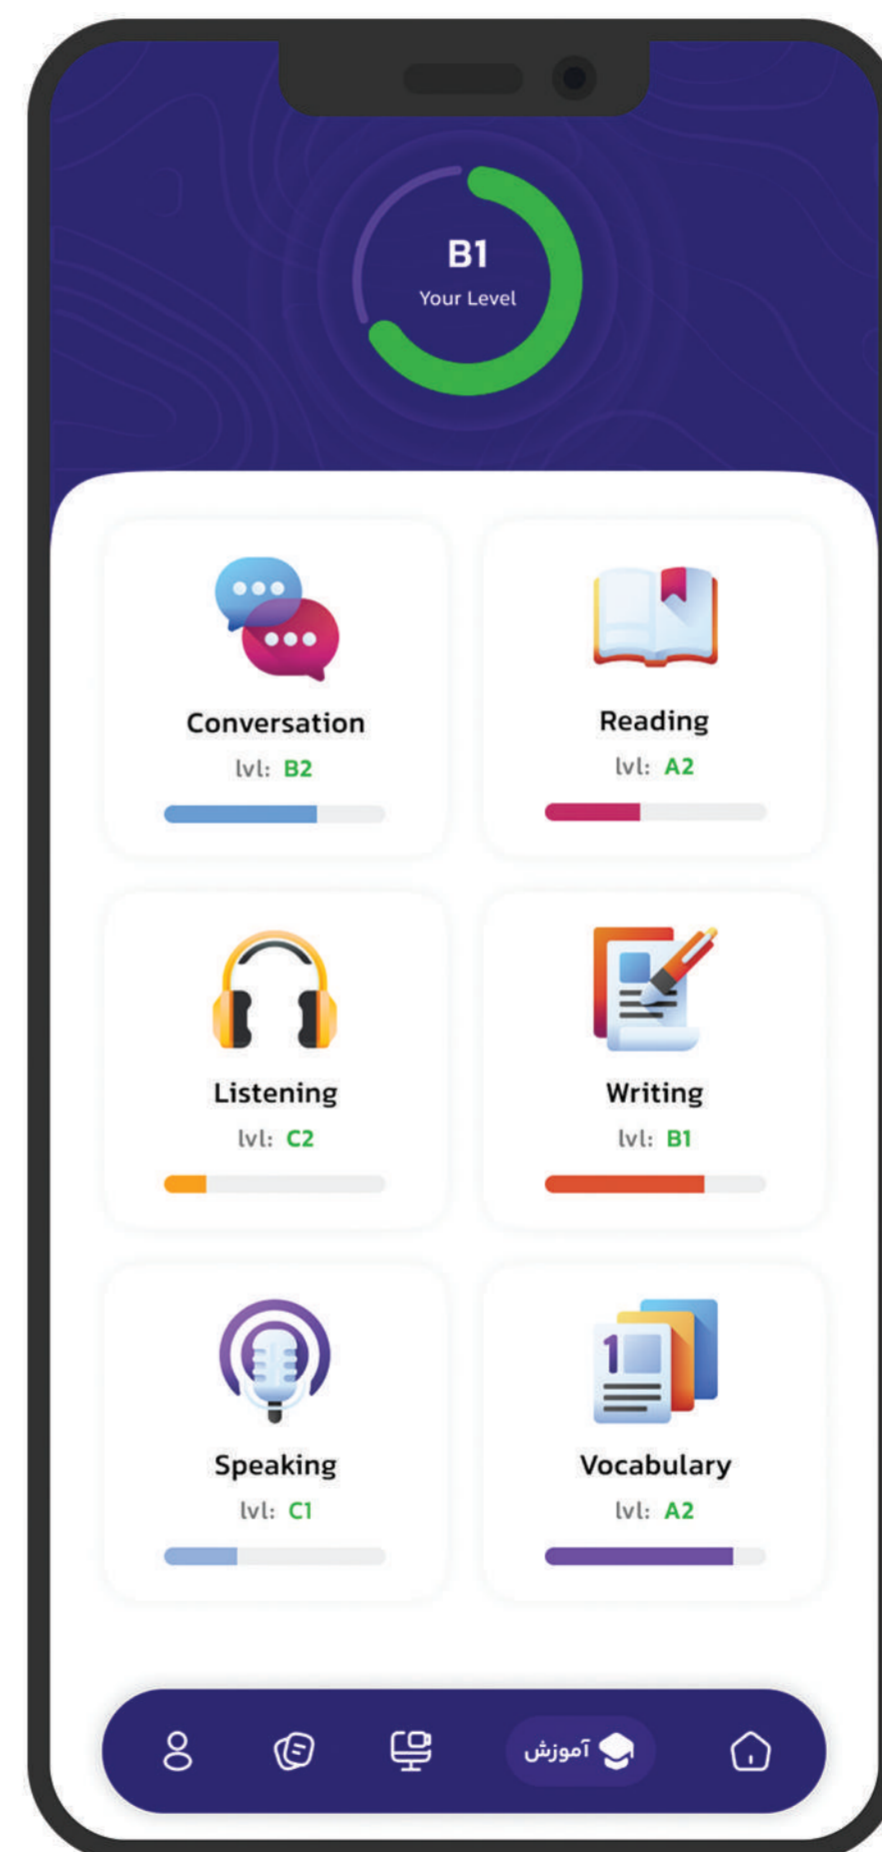 B1
Your Level
Conversation
lvl: B2
Reading
lvl: A2
Listening
lvl: C2
Writing
lvl: B1
Speaking
lvl: C1
1
Vocabulary
lvl: A2
آموزش